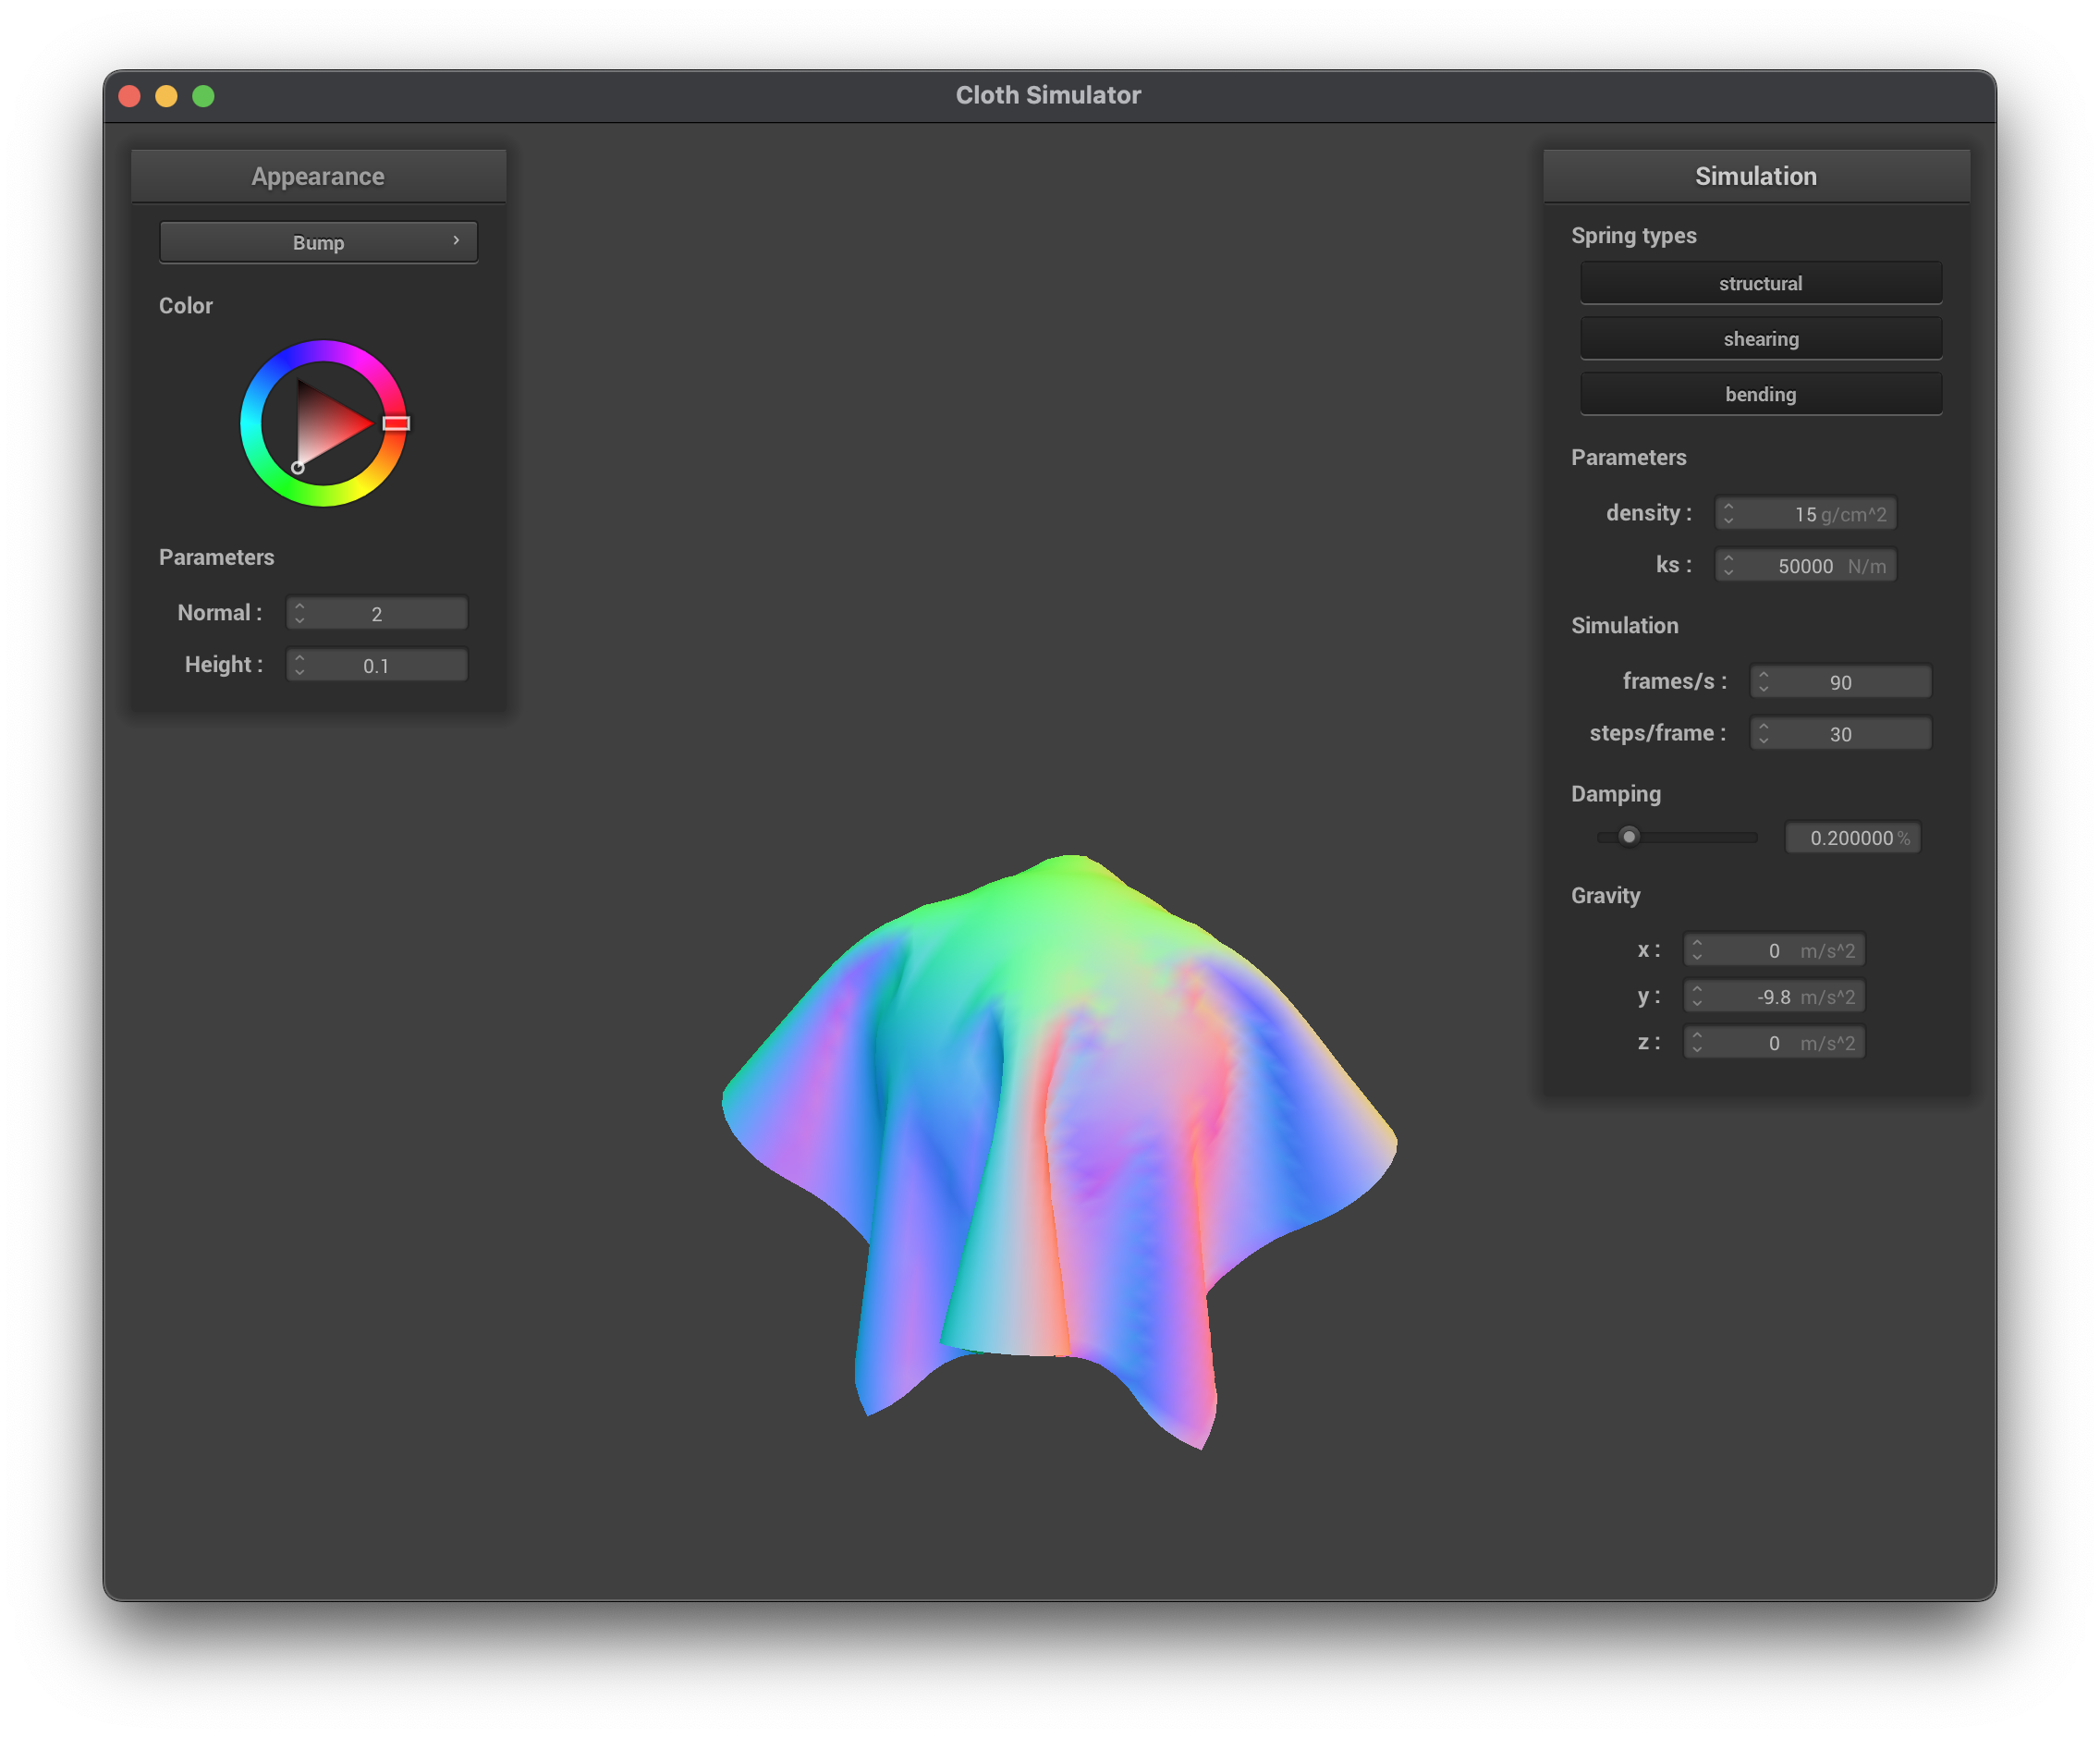 Cloth Simulator
Appearance
Bump
Color
Parameters
Normal : 2
Height : 0.1
Simulation
Spring types
structural
shearing
bending
Parameters
density : 15 g/cm^2
ks : 50000 N/m
Simulation
frames/s : 90
steps/frame : 30
Damping
0.200000 %
Gravity
x : 0 m/s^2
y : -9.8 m/s^2
z : 0 m/s^2